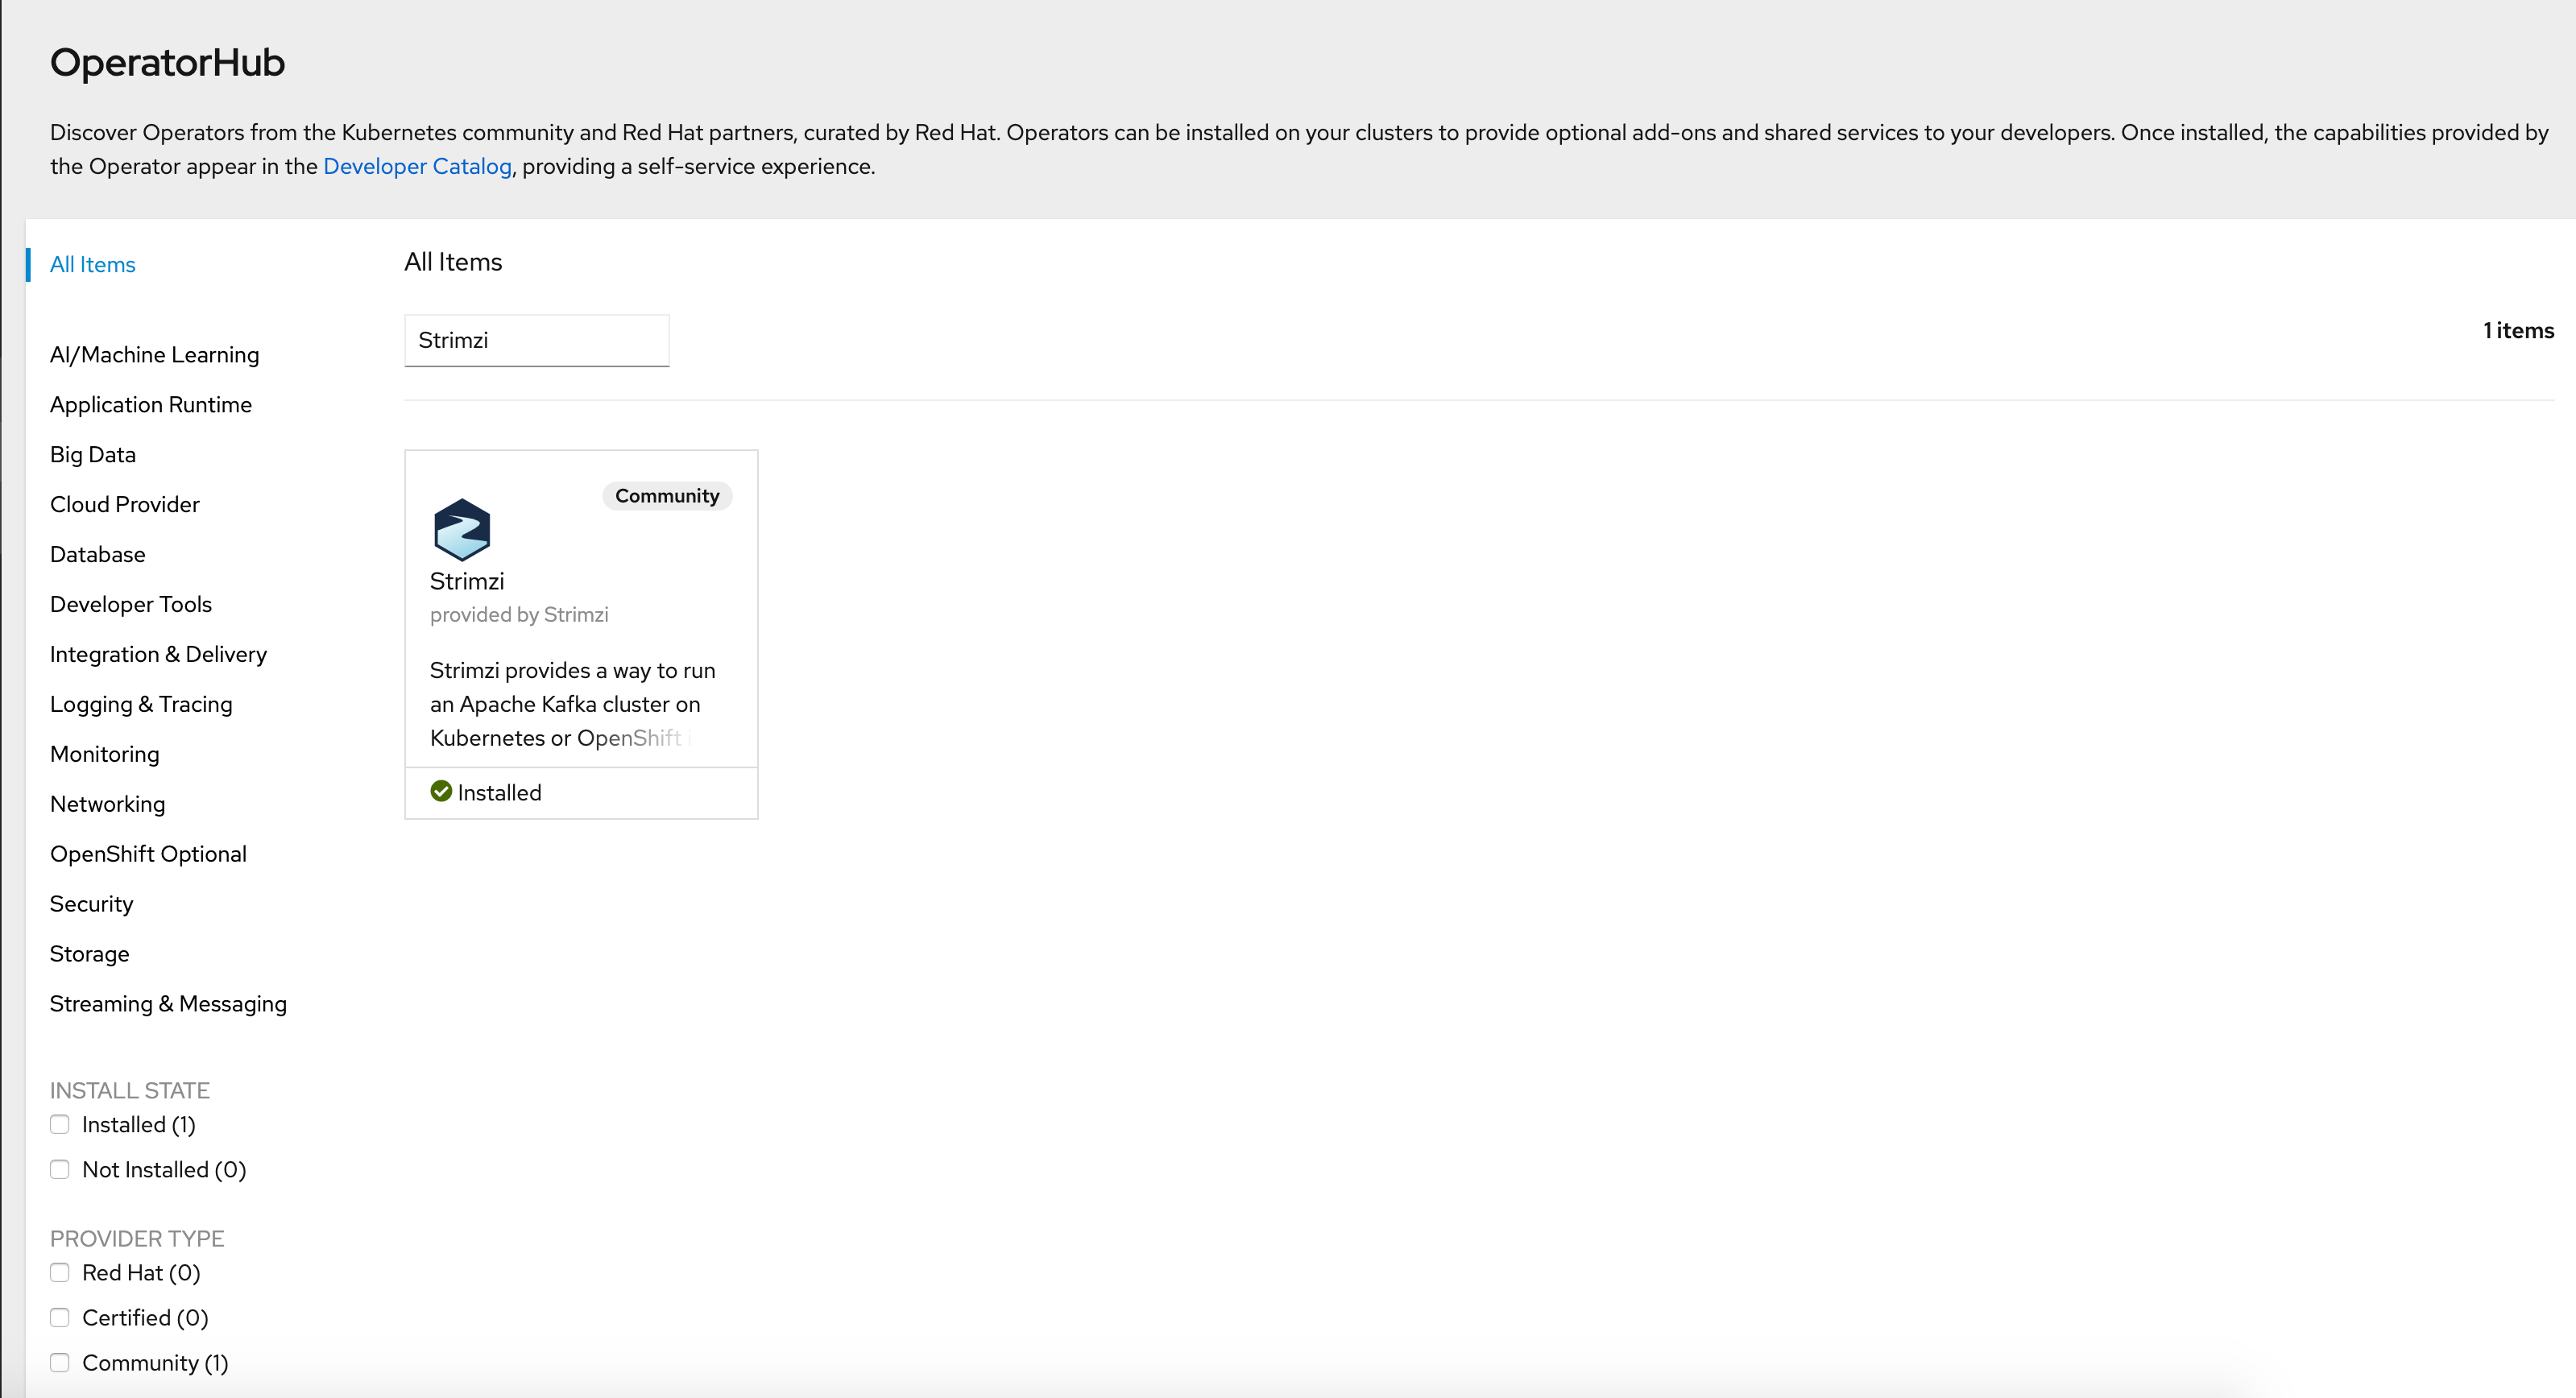 OperatorHub
Discover Operators from the Kubernetes community and Red Hat partners, curated by Red Hat. Operators can be installed on your clusters to provide optional add-ons and shared services to your developers. Once installed, the capabilities provided by
the Operator appear in the Developer Catalog, providing a self-service experience.
All Items
AI/Machine Learning
Application Runtime
Big Data
Cloud Provider
Database
Developer Tools
Integration & Delivery
Logging & Tracing
Monitoring
Networking
OpenShift Optional
Security
Storage
Streaming & Messaging
INSTALL STATE
Installed (1)
Not Installed (0)
PROVIDER TYPE
Red Hat (0)
Certified (0)
Community (1)
All Items
Strimzi
1 items
Community
Strimzi
provided by Strimzi
Strimzi provides a way to run
an Apache Kafka cluster on
Kubernetes or OpenShift
Installed